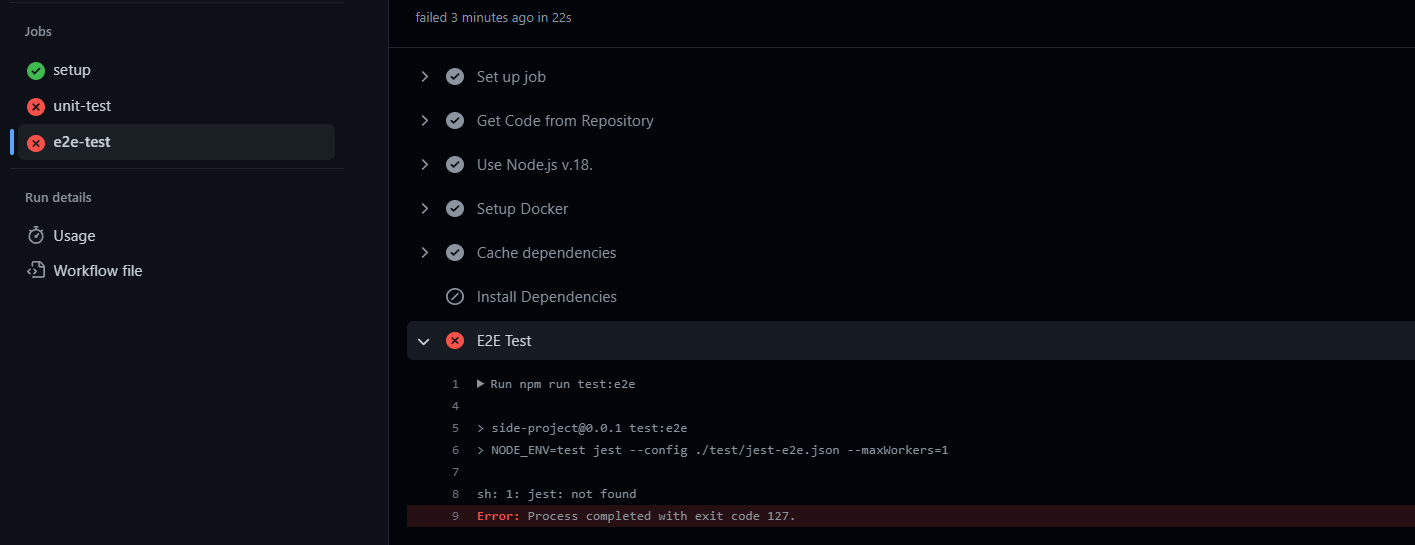 Jobs
setup
unit-test
e2e-test
Run details
Usage
Workflow file
failed 3 minutes ago in 22s
Set up job
Get Code from Repository
Use Node.js v.18.
Setup Docker
Cache dependencies
Install Dependencies
E2E Test
1 Run npm run test:e2e
4
5 > side-project@0.0.1 test:e2e
6 > NODE_ENV=test jest --config ./test/jest-e2e.json --maxWorkers=1
7
8 sh: 1: jest: not found
9 Error: Process completed with exit code 127.